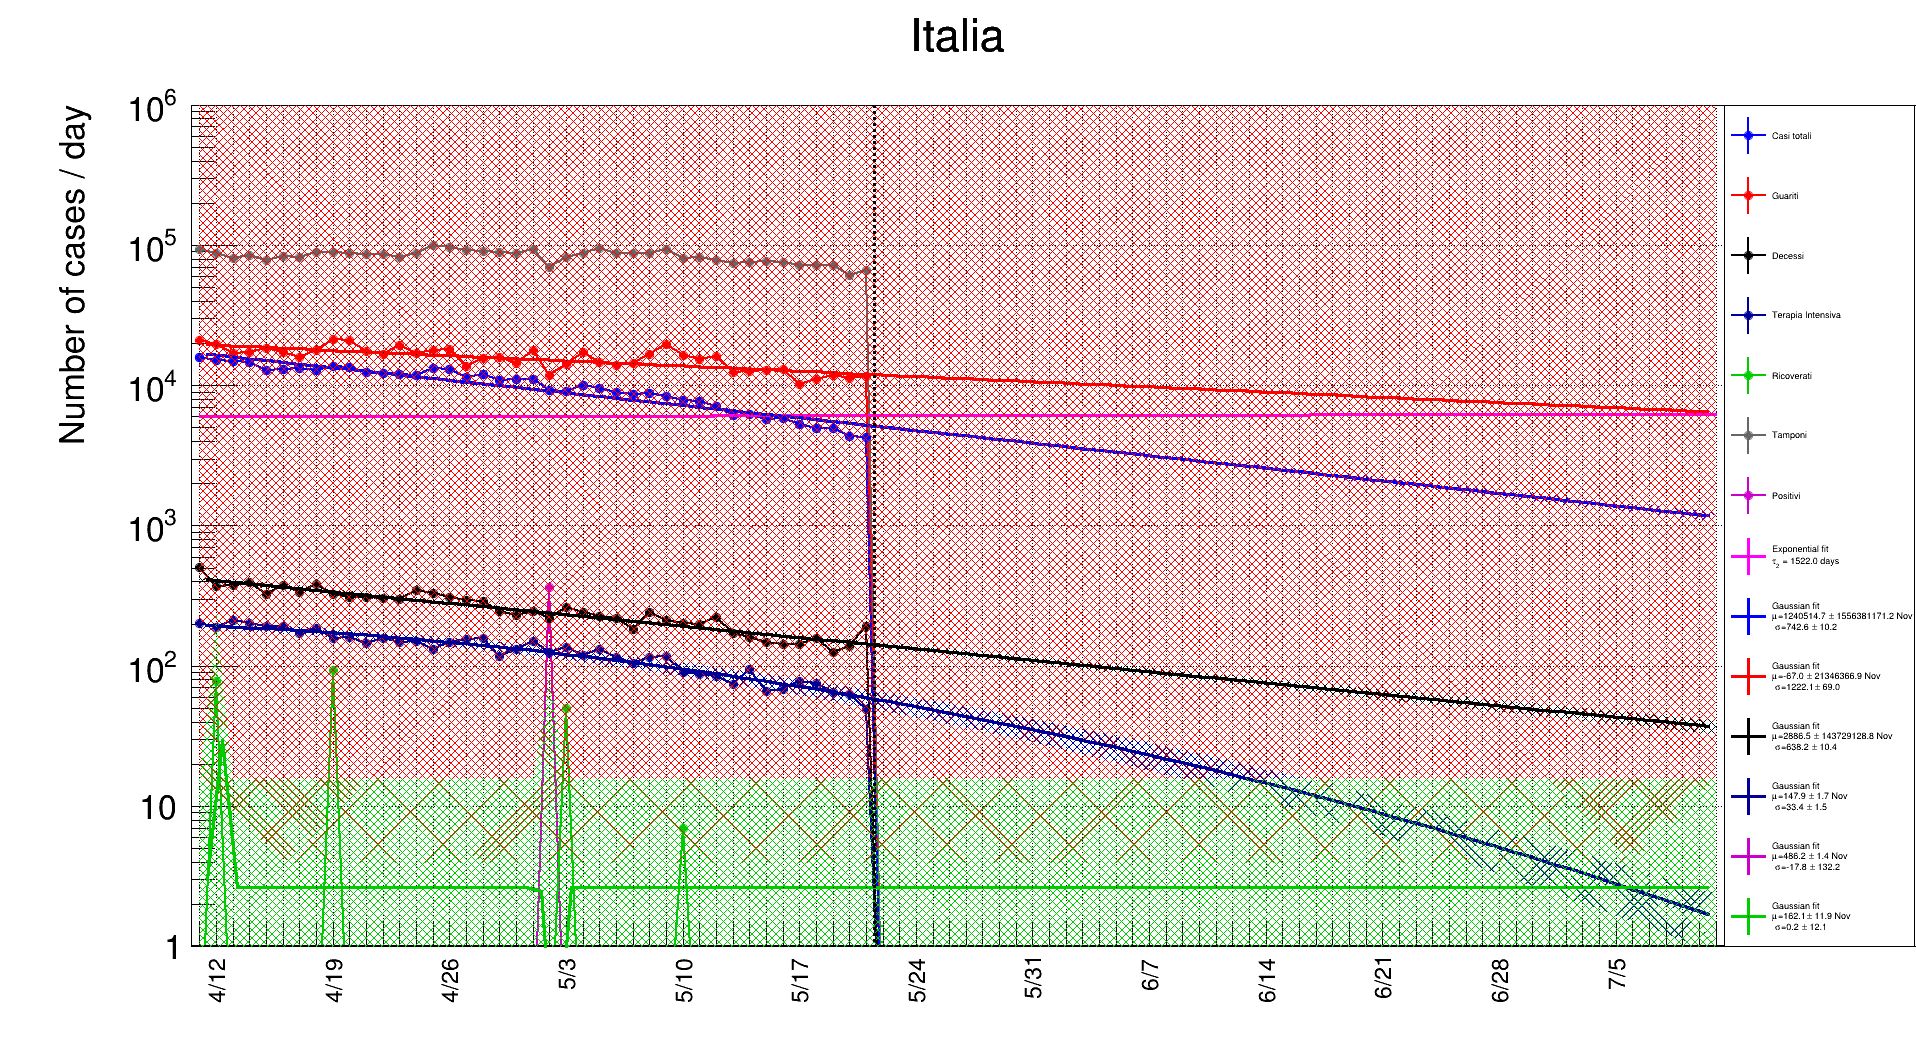 Italia
Number of cases / day
10^6
10^5
10^4
10^3
10^2
10
1
4/12
4/19
4/26
5/3
5/10
5/17
5/24
5/31
6/7
6/14
6/21
6/28
7/5
Casi totali
Guariti
Decessi
Terapia Intensiva
Ricoverati
Tamponi
Positivi
Exponential fit
τ₂ = 1522.0 days
Gaussian fit
μ=1240514.7 ± 1556381171.2 Nov
σ=742.6 ± 10.2
Gaussian fit
μ=-67.0 ± 21346366.9 Nov
σ=1222.1 ± 69.0
Gaussian fit
μ=2886.5 ± 143729128.8 Nov
σ=638.2 ± 10.4
Gaussian fit
μ=147.9 ± 1.7 Nov
σ=33.4 ± 1.5
Gaussian fit
μ=486.2 ± 1.4 Nov
σ=-17.8 ± 132.2
Gaussian fit
μ=162.1 ± 11.9 Nov
σ=0.2 ± 12.1